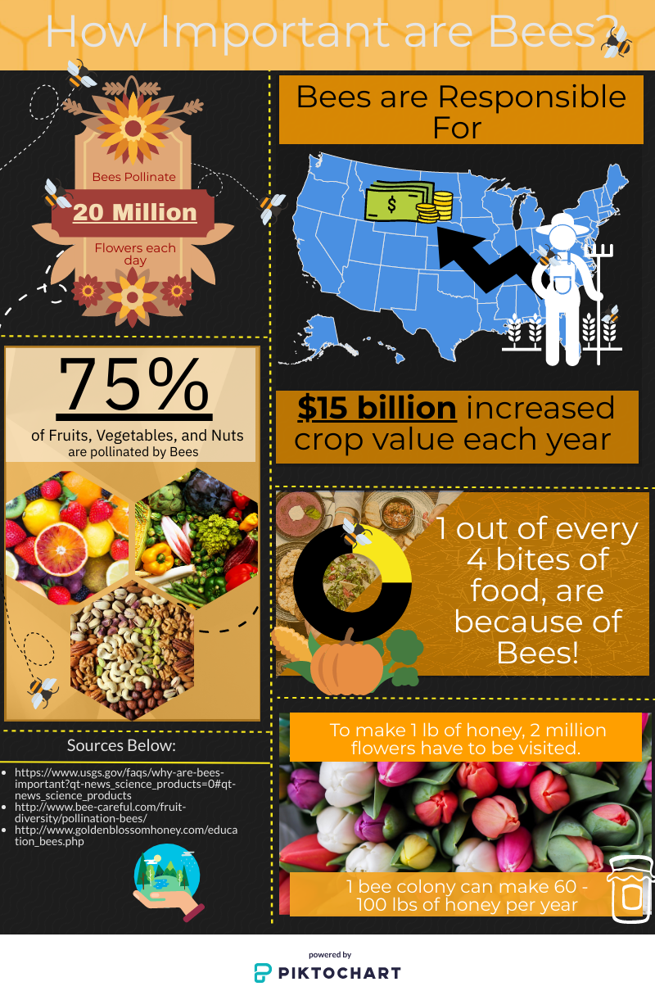 How Important are Bees?
Bees Pollinate
20 Million
Flowers each
day
75%
of Fruits, Vegetables, and Nuts
are pollinated by Bees
Sources Below:
https://www.usgs.gov/faqs/why-are-bees-
important?qt-news_science_products=0#qt-
news_science_products
http://www.bee-careful.com/fruit-
diversity/pollination-bees/
http://www.goldenblossomhoney.com/educa
tion_bees.php
Bees are Responsible
For
$
$15 billion increased
crop value each year
1 out of every
4 bites of
food, are
because of
Bees!
To make 1 lb of honey, 2 million
flowers have to be visited.
1 bee colony can make 60 -
100 lbs of honey per year
powered by
PIKTOCHART